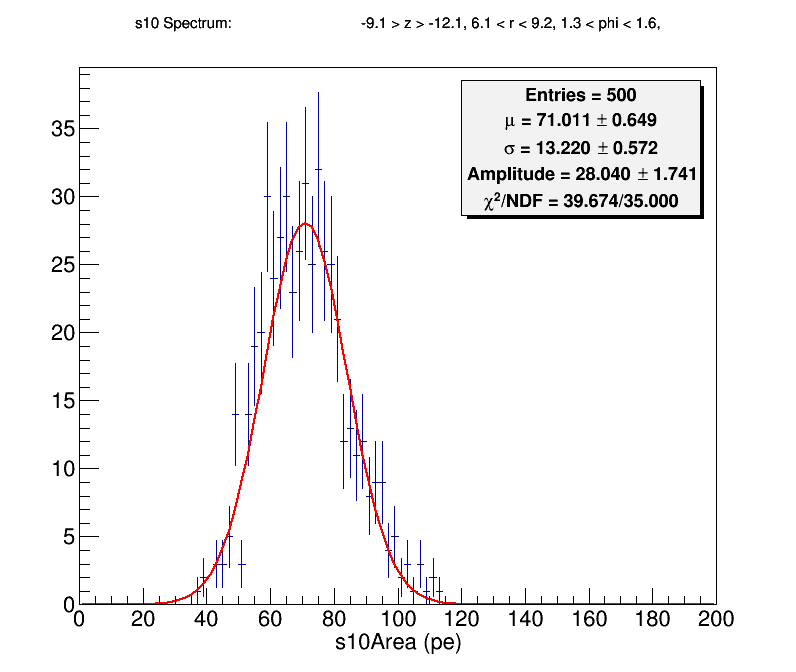 s10 Spectrum: -9.1 > z > -12.1, 6.1 < r < 9.2, 1.3 < phi < 1.6,
Entries = 500
μ = 71.011 ± 0.649
σ = 13.220 ± 0.572
Amplitude = 28.040 ± 1.741
χ²/NDF = 39.674/35.000
35
30
25
20
15
10
5
0
0 20 40 60 80 100 120 140 160 180 200
s10Area (pe)